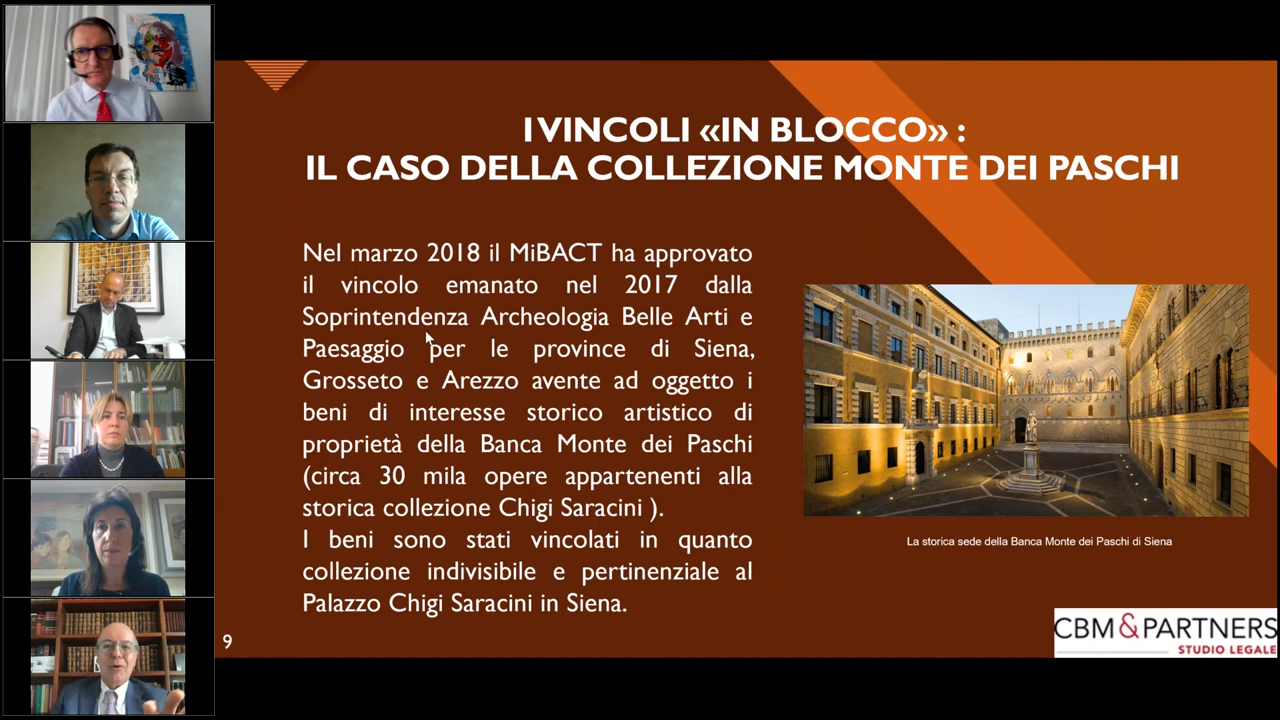 I VINCOLI «IN BLOCCO» :
IL CASO DELLA COLLEZIONE MONTE DEI PASCHI
Nel marzo 2018 il MiBACT ha approvato
il vincolo emanato nel 2017 dalla
Soprintendenza Archeologia Belle Arti e
Paesaggio per le province di Siena,
Grosseto e Arezzo avente ad oggetto i
beni di interesse storico artistico di
proprietà della Banca Monte dei Paschi
(circa 30 mila opere appartenenti alla
storica collezione Chigi Saracini ).
I beni sono stati vincolati in quanto
collezione indivisibile e pertinenziale al
Palazzo Chigi Saracini in Siena.
La storica sede della Banca Monte dei Paschi di Siena
9
CBM&PARTNERS
STUDIO LEGALE